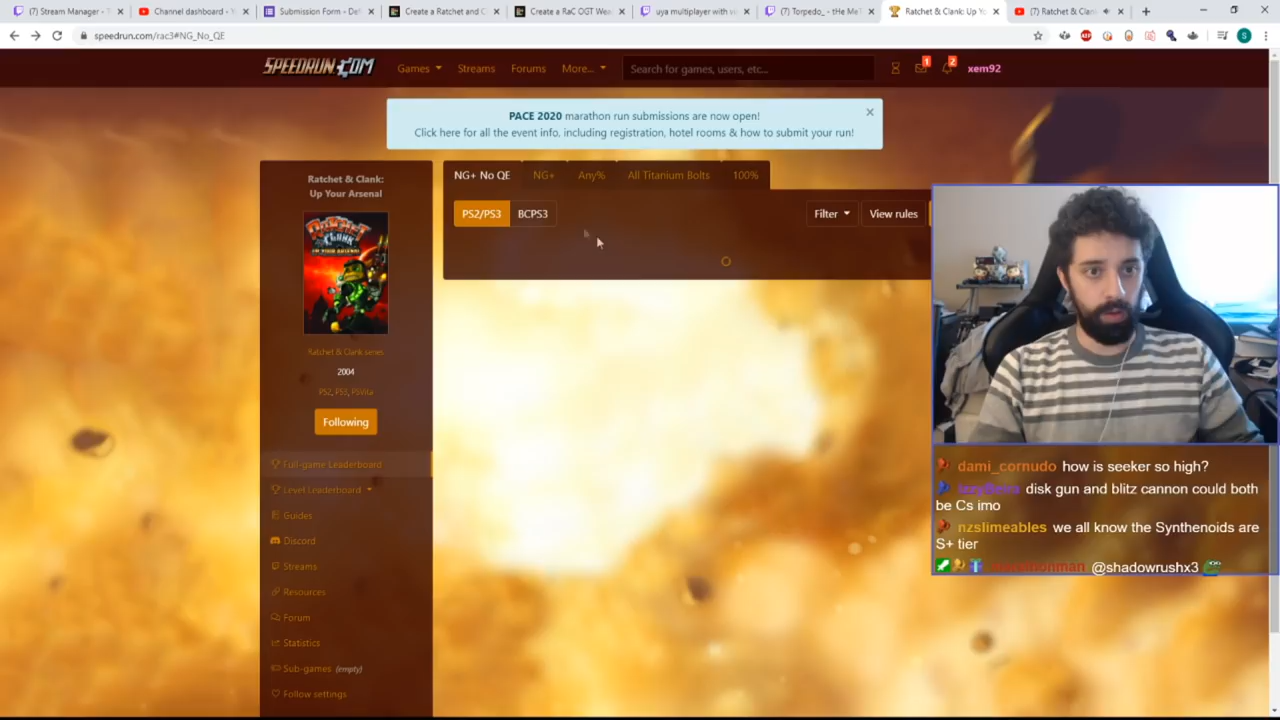 (7) Stream Manager - T
Channel dashboard - Y
Submission Form - De
Create a Ratchet and C
Create a RaC OGT Wea
uya multiplayer with vi
Torpedo_ - tHe MeT
Ratchet & Clank: Up Yo
(7) Ratchet & Clan
speedrun.com/rac3#NG_No_QE
SPEEDRUN.COM
Games
Streams
Forums
More...
Search for games, users, etc...
1
2
xem92
PACE 2020 marathon run submissions are now open!
Click here for all the event info, including registration, hotel rooms & how to submit your run!
Ratchet & Clank:
Up Your Arsenal
Ratchet & Clank series
2004
PS2, PS3, PSVita
Following
Full-game Leaderboard
Level Leaderboard
Guides
Discord
Streams
Resources
Forum
Statistics
Sub-games (empty)
Follow settings
NG+ No QE
NG+
Any%
All Titanium Bolts
100%
PS2/PS3
BCPS3
Filter
View rules
dami_cornudo how is seeker so high?
disk gun and blitz cannon could both
be Cs imo
nzslimeables we all know the Synthenoids are
S+ tier
@shadowrushx3